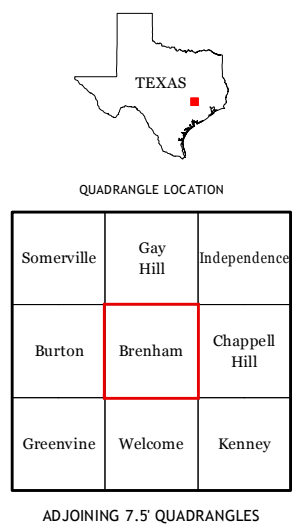 TEXAS
QUADRANGLE LOCATION
Somerville
Gay
Hill
Independence
Burton
Brenham
Chappell
Hill
Greenvine
Welcome
Kenney
ADJOINING 7.5' QUADRANGLES